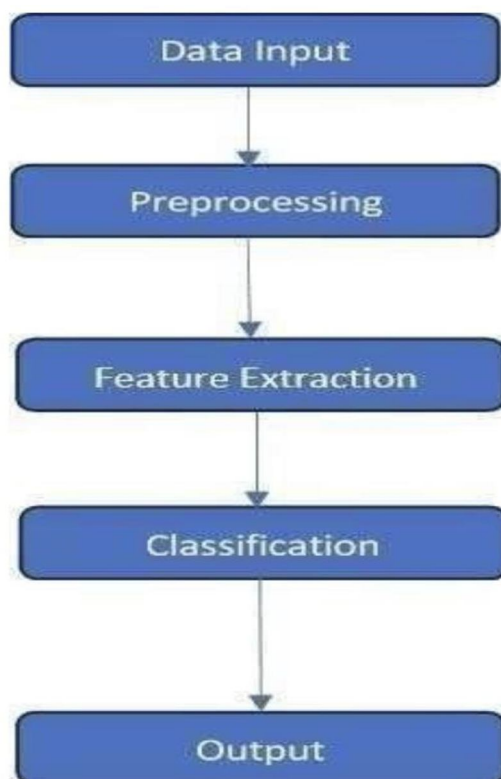 Data Input
Preprocessing
Feature Extraction
Classification
Output